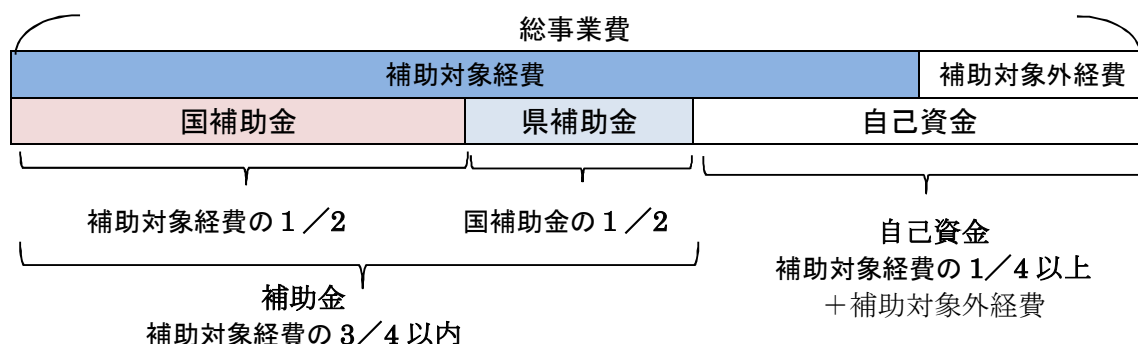 総事業費
補助対象経費 補助対象外経費
国補助金 県補助金 自己資金
補助対象経費の1／2 国補助金の1／2
自己資金
補助対象経費の1／4以上
＋補助対象外経費
補助金
補助対象経費の3／4以内